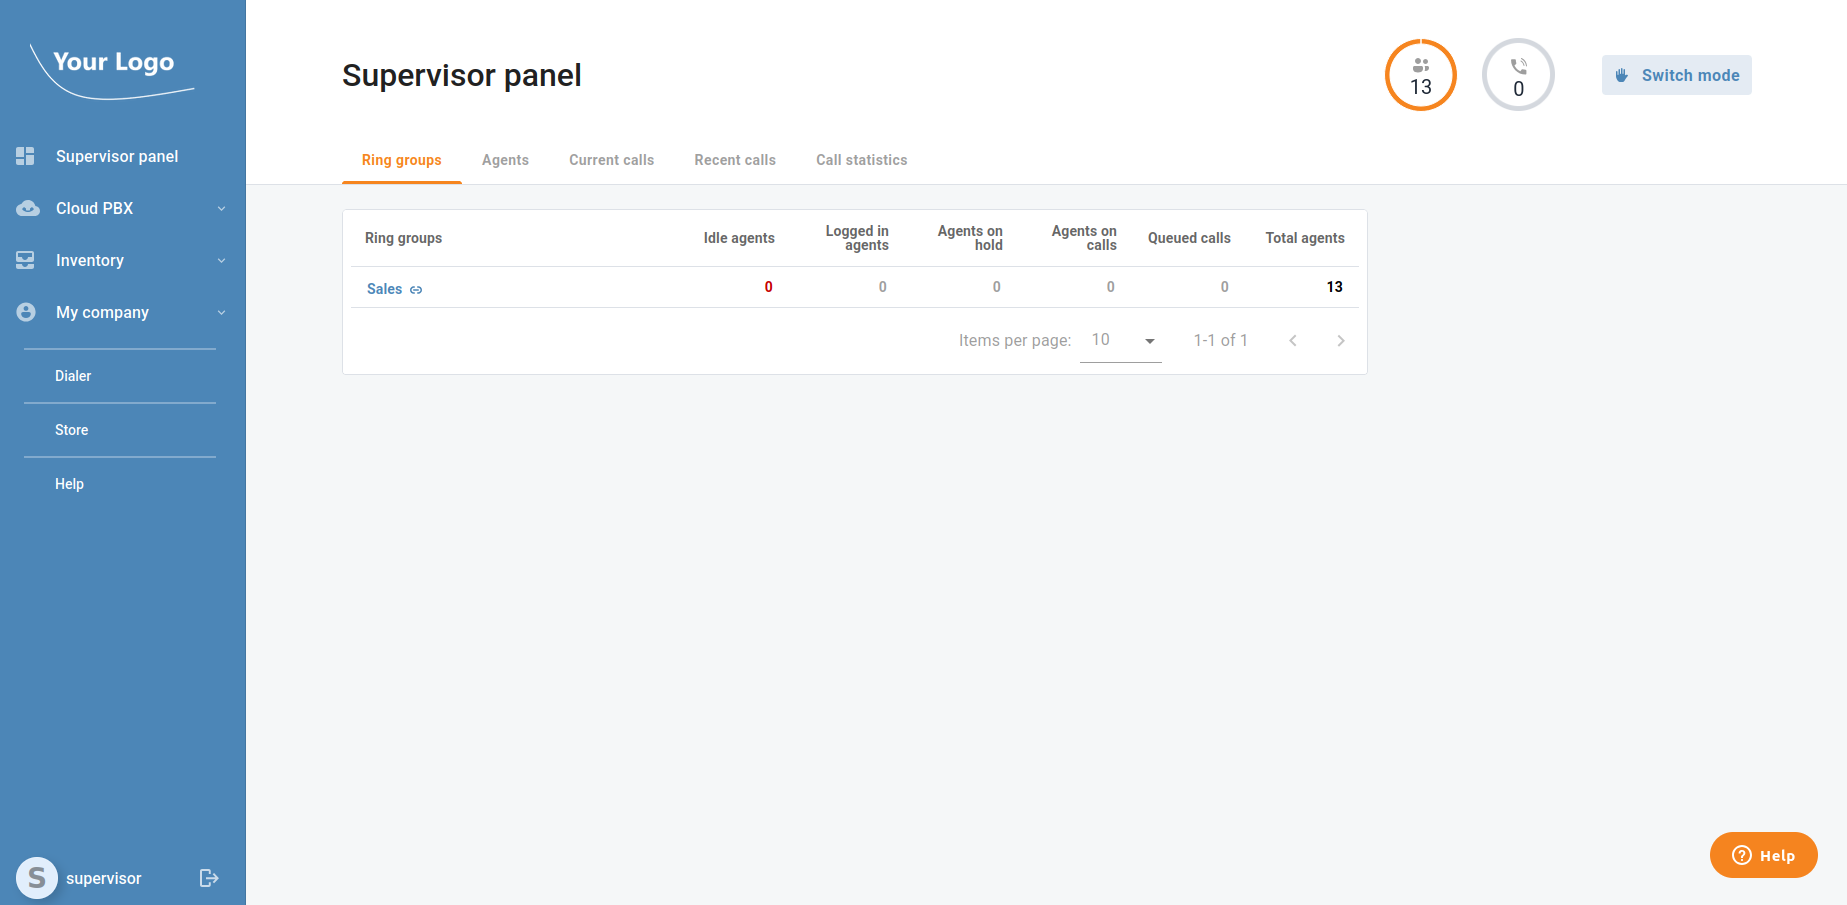 Your Logo
Supervisor panel
Cloud PBX
Inventory
My company
Dialer
Store
Help
S supervisor
Supervisor panel
13
0
Switch mode
Ring groups Agents Current calls Recent calls Call statistics
Ring groups Idle agents Logged in agents Agents on hold Agents on calls Queued calls Total agents
Sales 0 0 0 0 0 13
Items per page: 10 1-1 of 1
Help